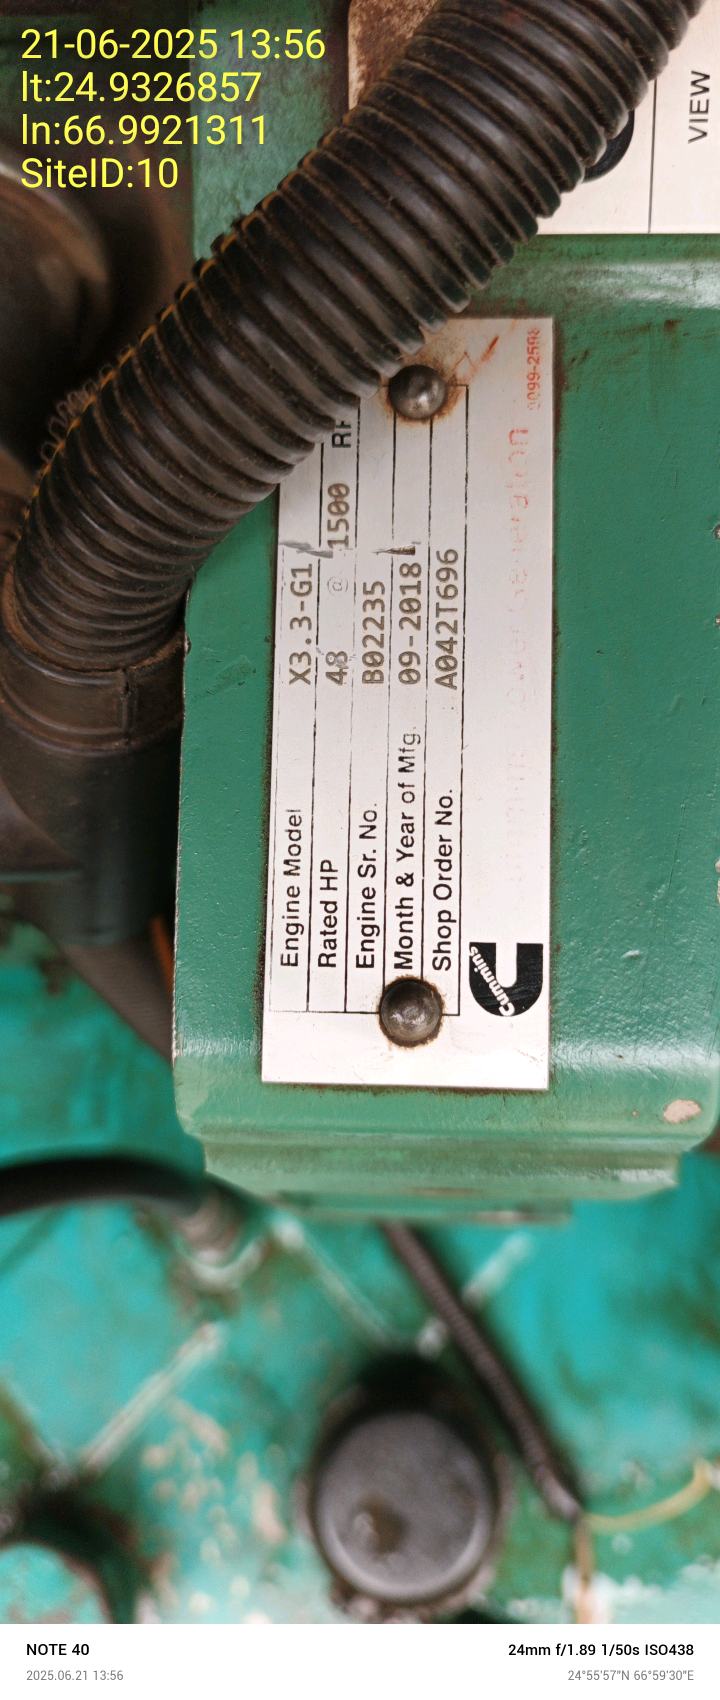 21-06-2025 13:56
lt:24.9326857
ln:66.9921311
SiteID:10
VIEW
Engine Model X3.3-G1
Rated HP 48 @ 1500
Engine Sr. No. B02235
Month & Year of Mfg. 09-2018
Shop Order No. A042T696
Cummins
NOTE 40
2025.06.21 13:56
24mm f/1.89 1/50s ISO438
24°55'57"N 66°59'30"E